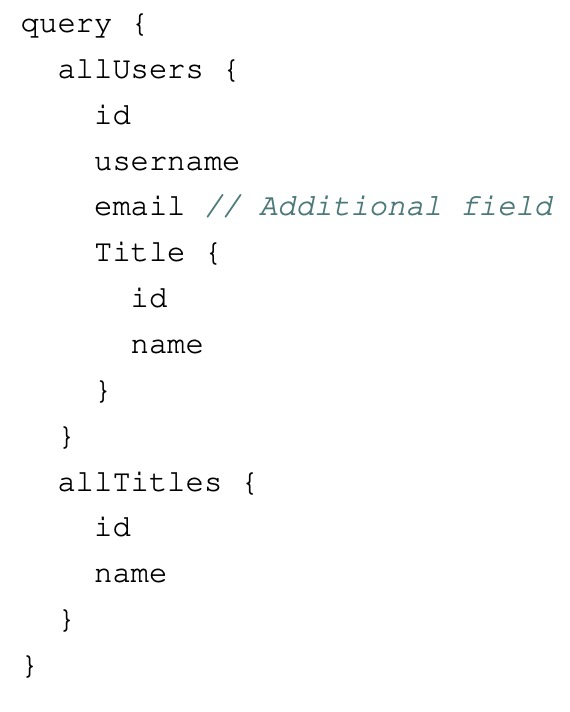 query {
  allUsers {
    id
    username
    email // Additional field
    Title {
      id
      name
    }
  }
  allTitles {
    id
    name
  }
}